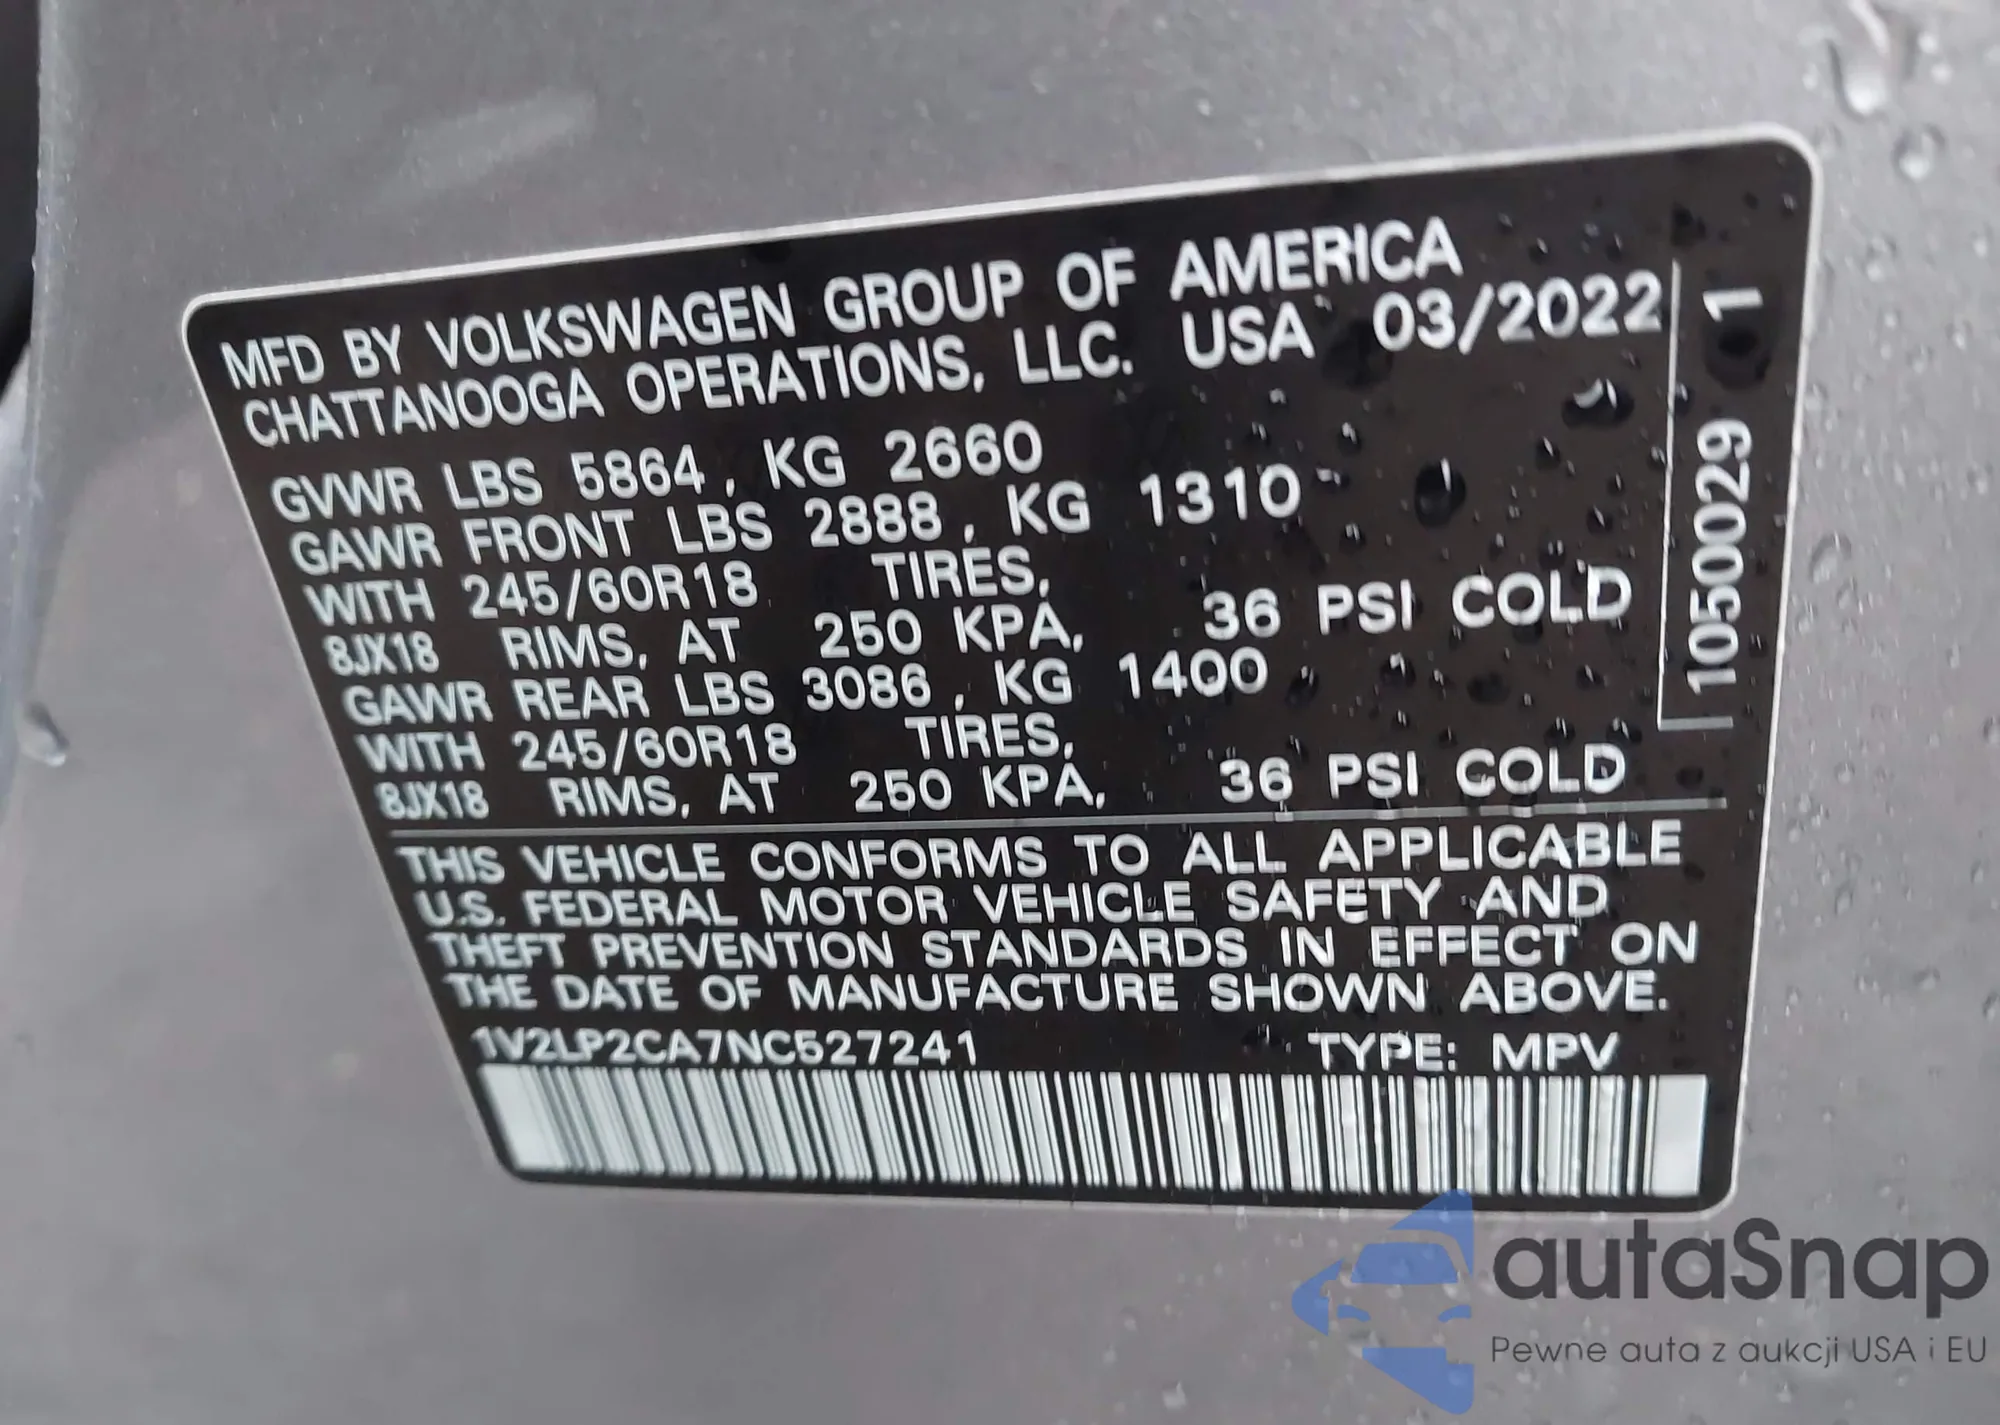 MFD BY VOLKSWAGEN GROUP OF AMERICA
CHATTANOOGA OPERATIONS, LLC. USA 03/2022
GVWR LBS 5864, KG 2660
GAWR FRONT LBS 2888, KG 1310
WITH 245/60R18 TIRES,
8JX18 RIMS, AT 250 KPA, 36 PSI COLD
GAWR REAR LBS 3086, KG 1400
WITH 245/60R18 TIRES,
8JX18 RIMS, AT 250 KPA, 36 PSI COLD
THIS VEHICLE CONFORMS TO ALL APPLICABLE
U.S. FEDERAL MOTOR VEHICLE SAFETY AND
THEFT PREVENTION STANDARDS IN EFFECT ON
THE DATE OF MANUFACTURE SHOWN ABOVE.
1V2LP2CA7NC527241 TYPE: MPV
10500029 1
autaSnap
Pewne auta z aukcji USA i EU